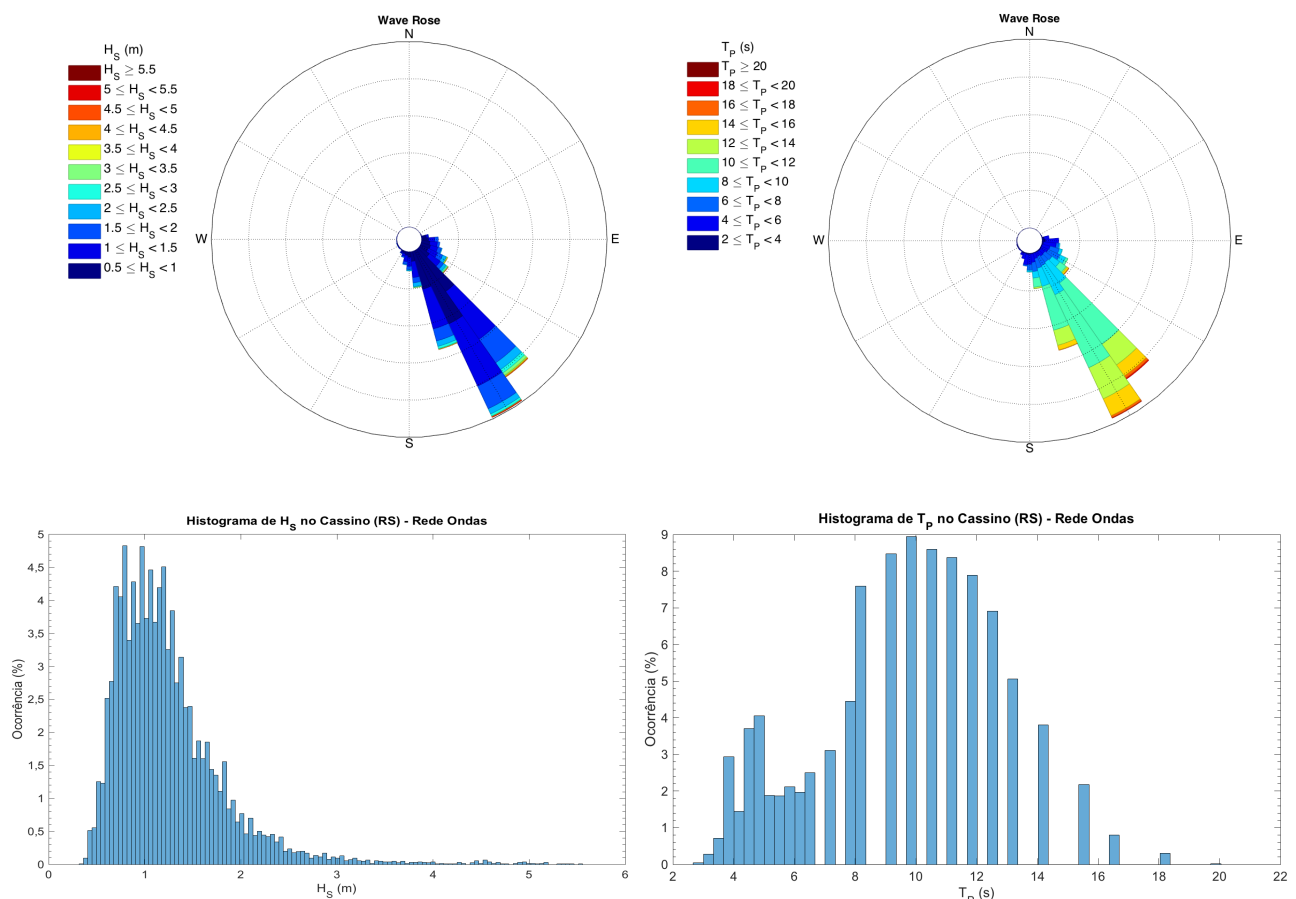 Wave Rose
N
E
S
W
H_S (m)
H_S ≥ 5.5
5 ≤ H_S < 5.5
4.5 ≤ H_S < 5
4 ≤ H_S < 4.5
3.5 ≤ H_S < 4
3 ≤ H_S < 3.5
2.5 ≤ H_S < 3
2 ≤ H_S < 2.5
1.5 ≤ H_S < 2
1 ≤ H_S < 1.5
0.5 ≤ H_S < 1
Wave Rose
N
E
S
W
T_P (s)
T_P ≥ 20
18 ≤ T_P < 20
16 ≤ T_P < 18
14 ≤ T_P < 16
12 ≤ T_P < 14
10 ≤ T_P < 12
8 ≤ T_P < 10
6 ≤ T_P < 8
4 ≤ T_P < 6
2 ≤ T_P < 4
Histograma de H_S no Cassino (RS) - Rede Ondas
Ocorrência (%)
5
4,5
4
3,5
3
2,5
2
1,5
1
0,5
0
0 1 2 3 4 5 6
H_S (m)
Histograma de T_P no Cassino (RS) - Rede Ondas
Ocorrência (%)
9
8
7
6
5
4
3
2
1
0
2 4 6 8 10 12 14 16 18 20 22
T_P (s)